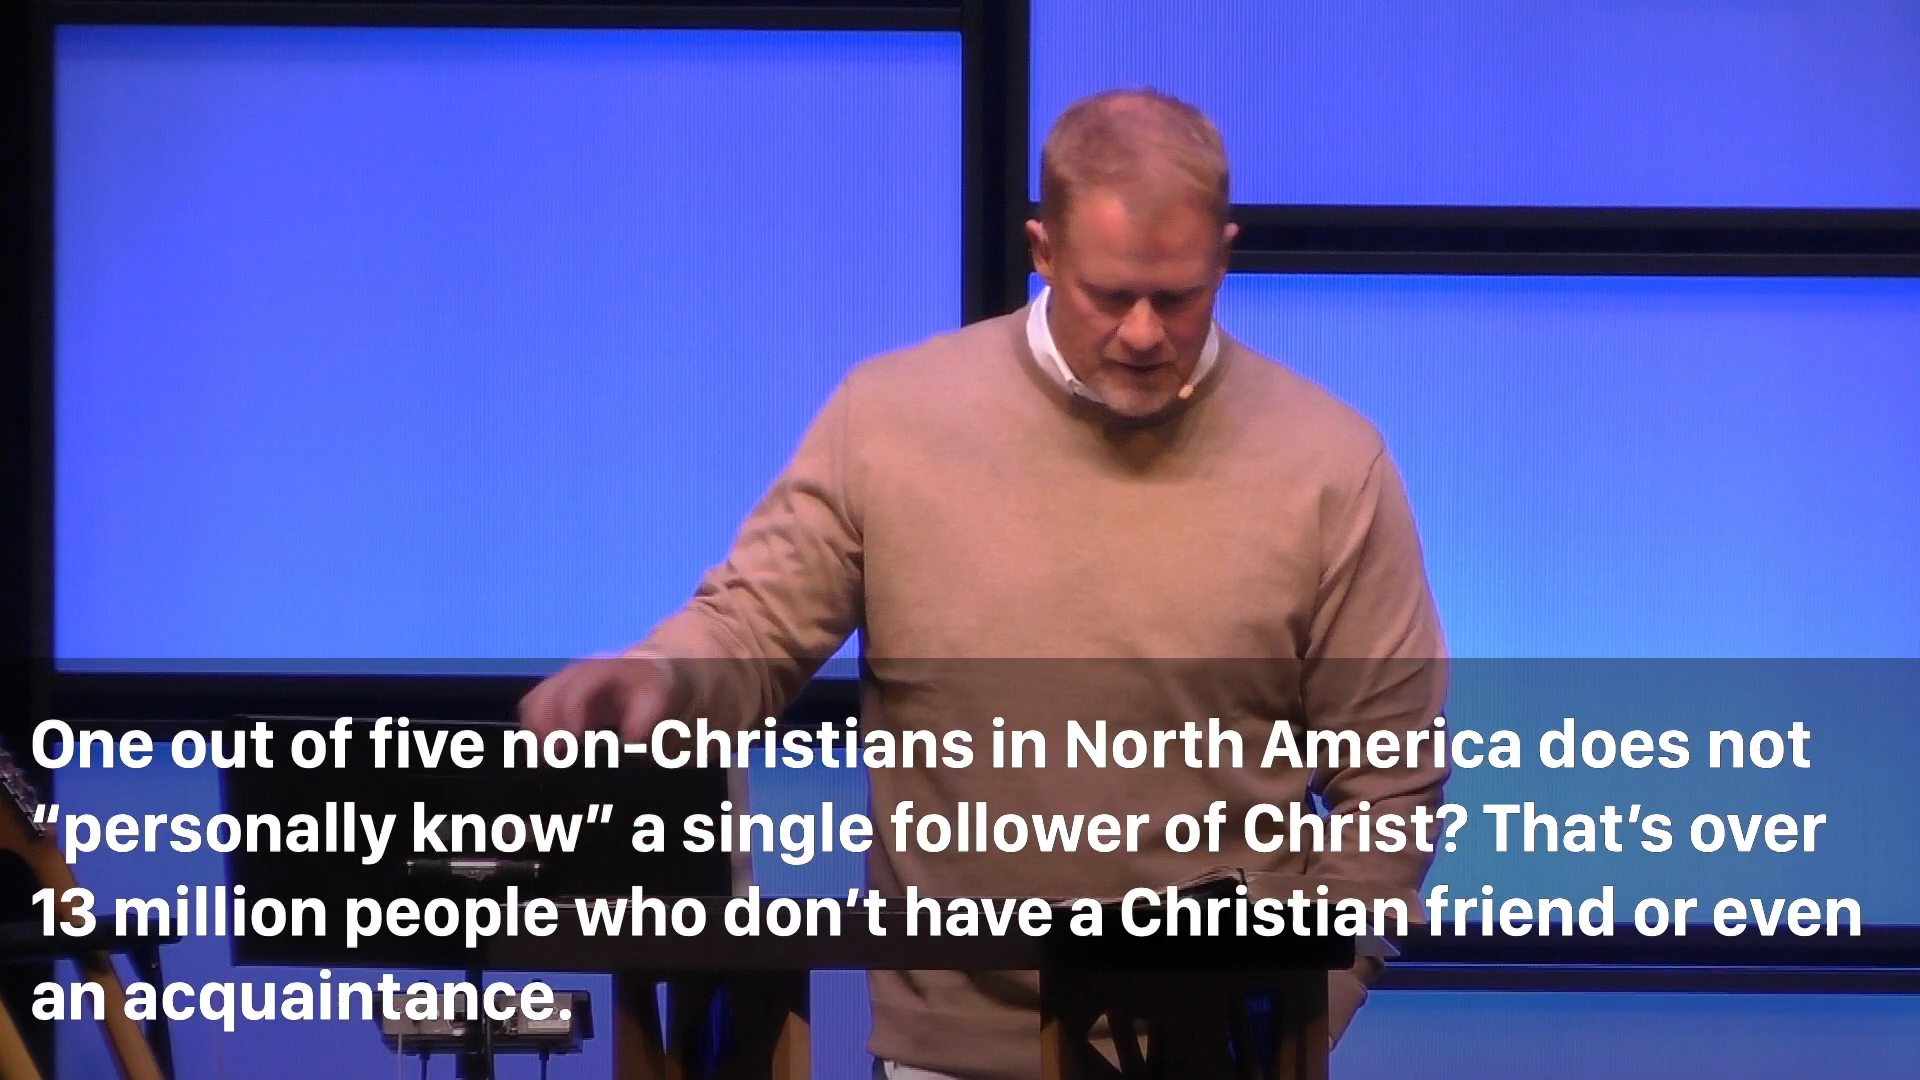 One out of five non-Christians in North America does not
“personally know” a single follower of Christ? That’s over
13 million people who don’t have a Christian friend or even
an acquaintance.